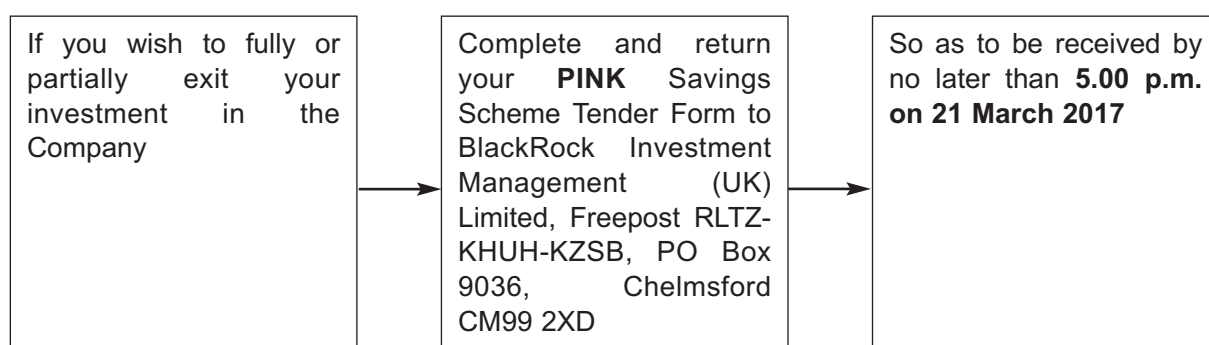 If you wish to fully or
partially exit your
investment in the
Company
Complete and return
your PINK Savings
Scheme Tender Form to
BlackRock Investment
Management (UK)
Limited, Freepost RLTZ-
KHUH-KZSB, PO Box
9036, Chelmsford
CM99 2XD
So as to be received by
no later than 5.00 p.m.
on 21 March 2017